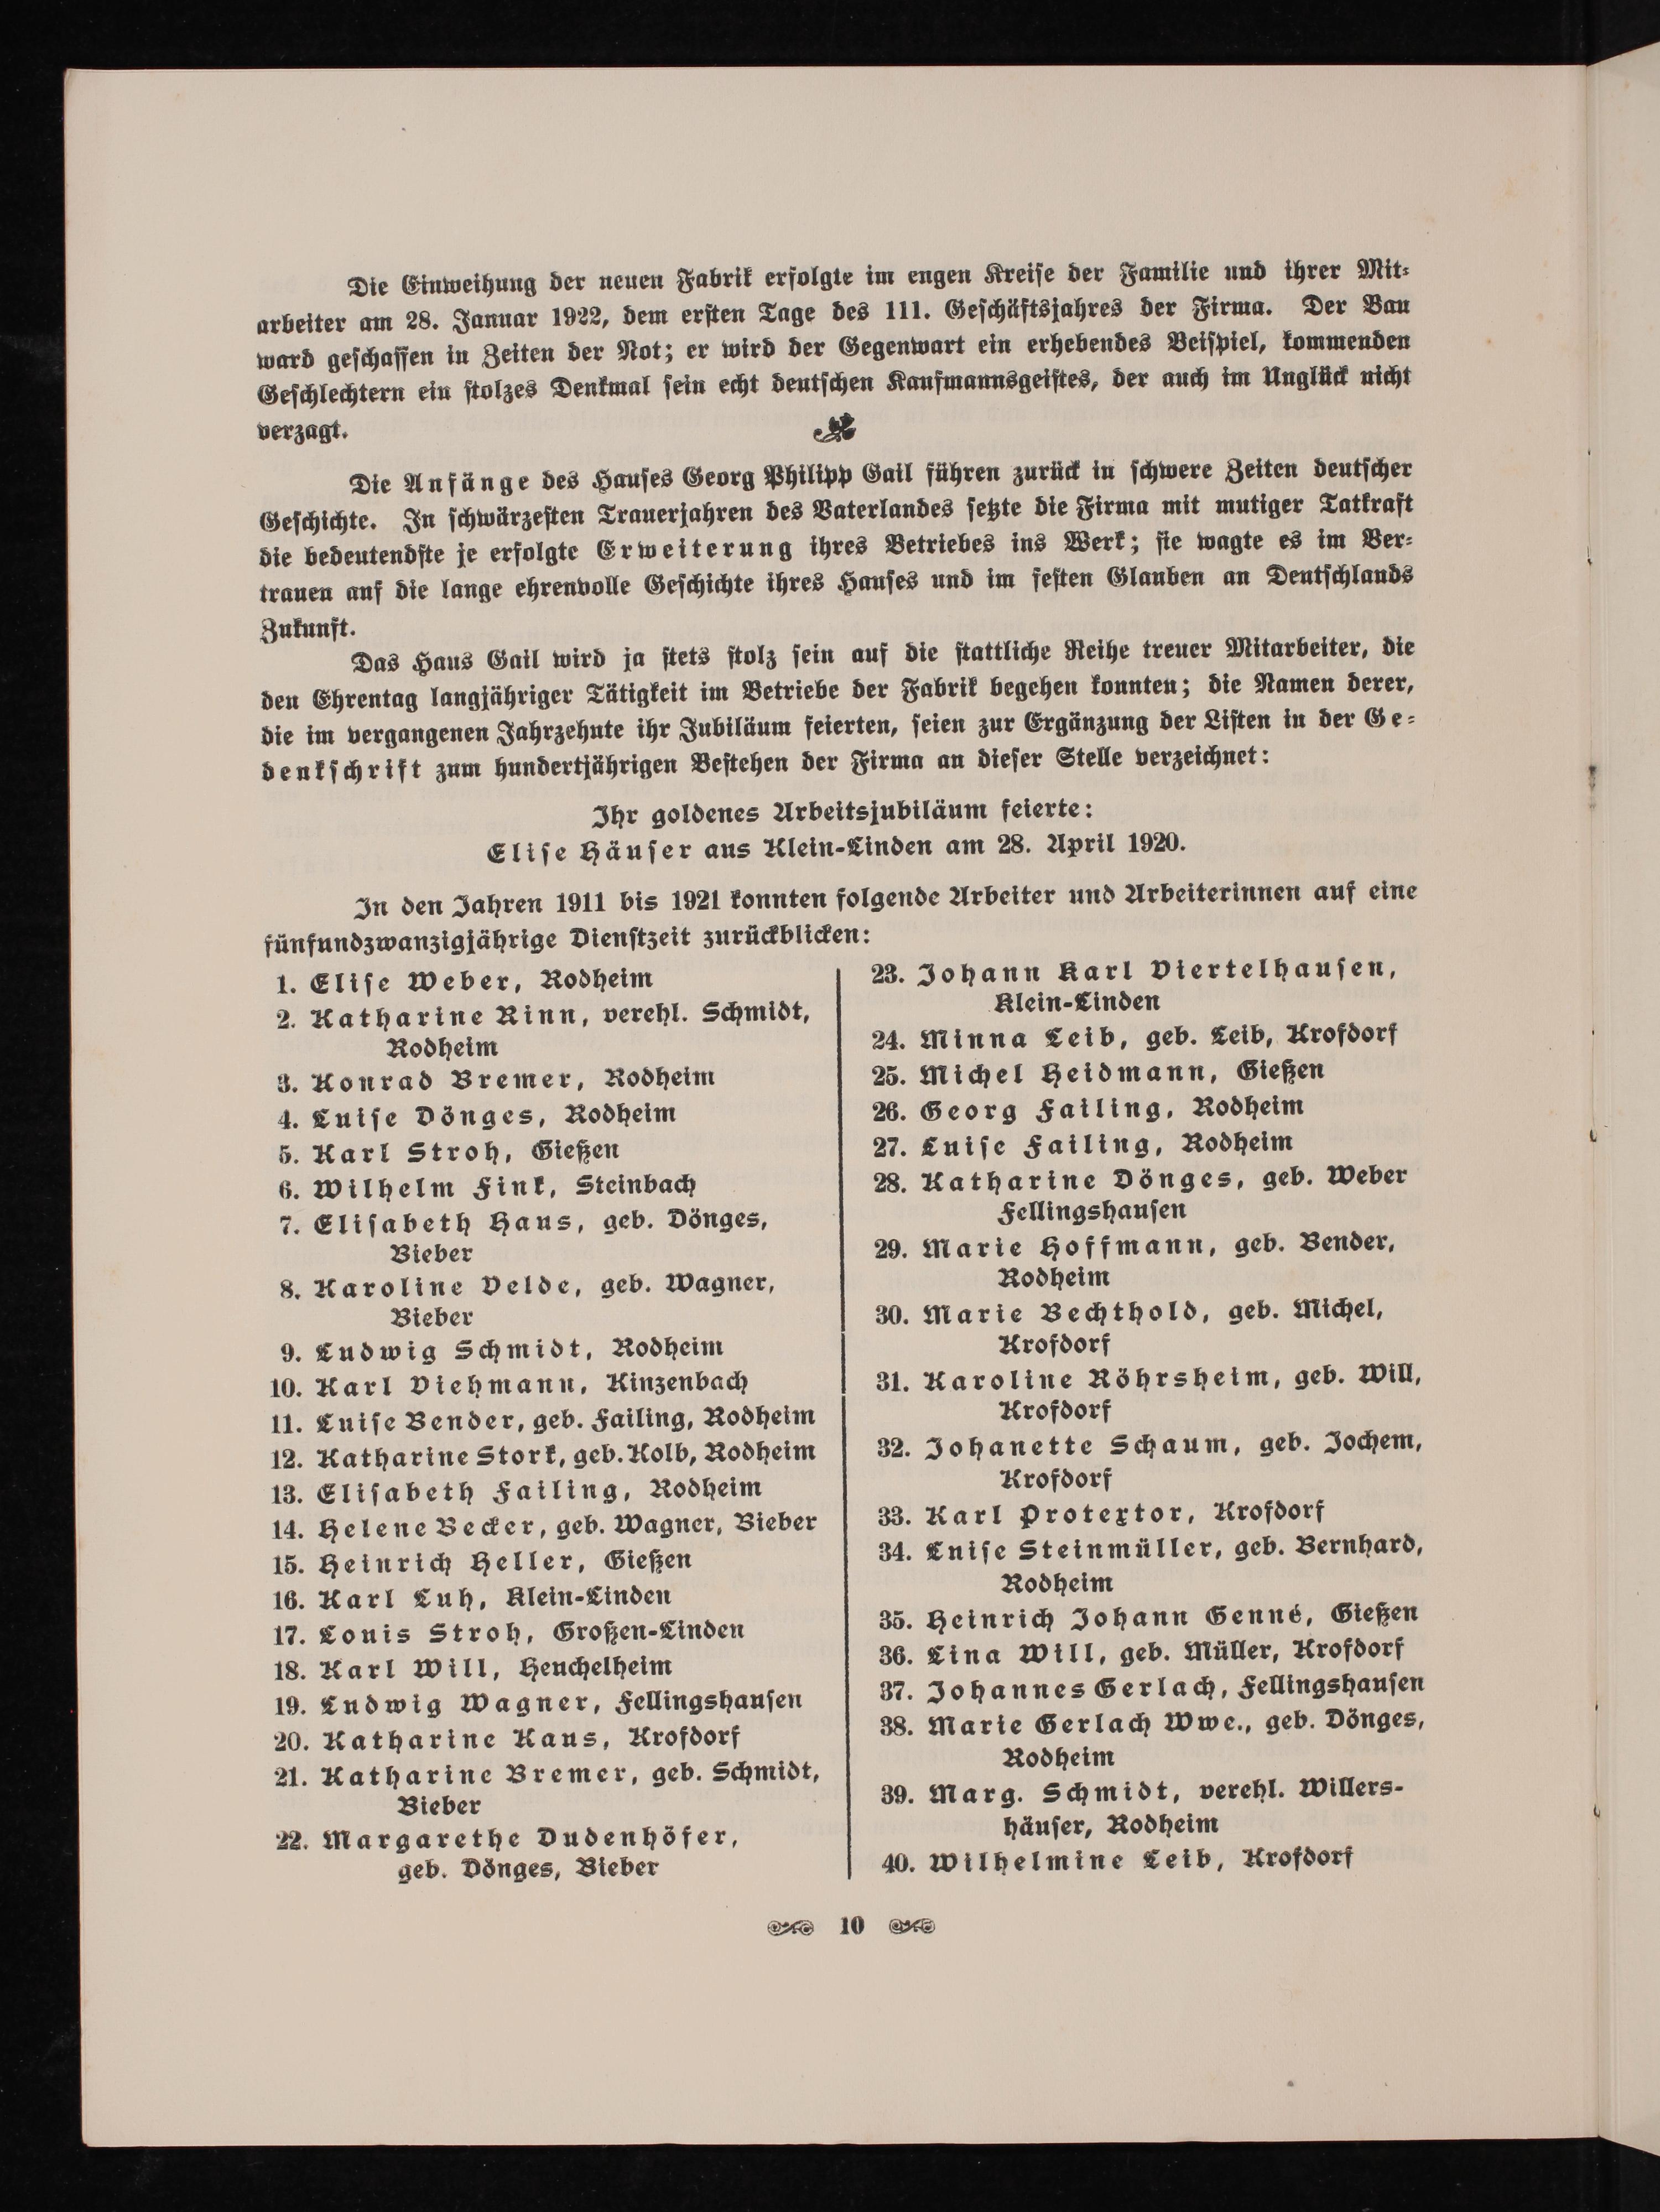 Die Einweihung der neuen Fabrik erfolgte im engen Kreise der Familie und ihrer Mit-
arbeiter am 28. Januar 1922, dem ersten Tage des 111. Geschäftsjahres der Firma. Der Bau
ward geschaffen in Zeiten der Not; er wird der Gegenwart ein erhebendes Beispiel, kommenden
Geschlechtern ein stolzes Denkmal sein echt deutschen Kaufmannsgeistes, der auch im Unglück nicht
verzagt.
Die Anfänge des Hauses Georg Philipp Gail führen zurück in schwere Zeiten deutscher
Geschichte. In schwärzesten Trauerjahren des Vaterlandes setzte die Firma mit mutiger Tatkraft
die bedeutendste je erfolgte Erweiterung ihres Betriebes ins Werk; sie wagte es im Ver-
trauen auf die lange ehrenvolle Geschichte ihres Hauses und im festen Glauben an Deutschlands
Zukunft.
Das Haus Gail wird ja stets stolz sein auf die stattliche Reihe treuer Mitarbeiter, die
den Ehrentag langjähriger Tätigkeit im Betriebe der Fabrik begehen konnten; die Namen derer,
die im vergangenen Jahrzehnte ihr Jubiläum feierten, seien zur Ergänzung der Listen in der Ge-
denkschrift zum hundertjährigen Bestehen der Firma an dieser Stelle verzeichnet:
Ihr goldenes Arbeitsjubiläum feierte:
Elise Häuser aus Klein-Linden am 28. April 1920.
In den Jahren 1911 bis 1921 konnten folgende Arbeiter und Arbeiterinnen auf eine
fünfundzwanzigjährige Dienstzeit zurückblicken:
1. Elise Weber, Rodheim
2. Katharine Rinn, verehl. Schmidt,
Rodheim
3. Konrad Bremer, Rodheim
4. Luise Dönges, Rodheim
5. Karl Stroh, Gießen
6. Wilhelm Fink, Steinbach
7. Elisabeth Haus, geb. Dönges,
Bieber
8. Karoline Velde, geb. Wagner,
Bieber
9. Ludwig Schmidt, Rodheim
10. Karl Viehmann, Kinzenbach
11. Luise Bender, geb. Failing, Rodheim
12. Katharine Stork, geb. Kolb, Rodheim
13. Elisabeth Failing, Rodheim
14. Helene Becker, geb. Wagner, Bieber
15. Heinrich Heller, Gießen
16. Karl Luh, Klein-Linden
17. Louis Stroh, Großen-Linden
18. Karl Will, Heuchelheim
19. Ludwig Wagner, Fellingshausen
20. Katharine Kaus, Krofdorf
21. Katharine Bremer, geb. Schmidt,
Bieber
22. Margarethe Dudenhöfer,
geb. Dönges, Bieber
23. Johann Karl Viertelhausen,
Klein-Linden
24. Minna Leib, geb. Leib, Krofdorf
25. Michel Heidmann, Gießen
26. Georg Failing, Rodheim
27. Luise Failing, Rodheim
28. Katharine Dönges, geb. Weber
Fellingshausen
29. Marie Hoffmann, geb. Bender,
Rodheim
30. Marie Bechthold, geb. Michel,
Krofdorf
31. Karoline Röhrsheim, geb. Will,
Krofdorf
32. Johanette Schaum, geb. Jochem,
Krofdorf
33. Karl Protextor, Krofdorf
34. Luise Steinmüller, geb. Bernhard,
Rodheim
35. Heinrich Johann Genné, Gießen
36. Lina Will, geb. Müller, Krofdorf
37. Johannes Gerlach, Fellingshausen
38. Marie Gerlach Wwe., geb. Dönges,
Rodheim
39. Marg. Schmidt, verehl. Willers-
häuser, Rodheim
40. Wilhelmine Leib, Krofdorf
10